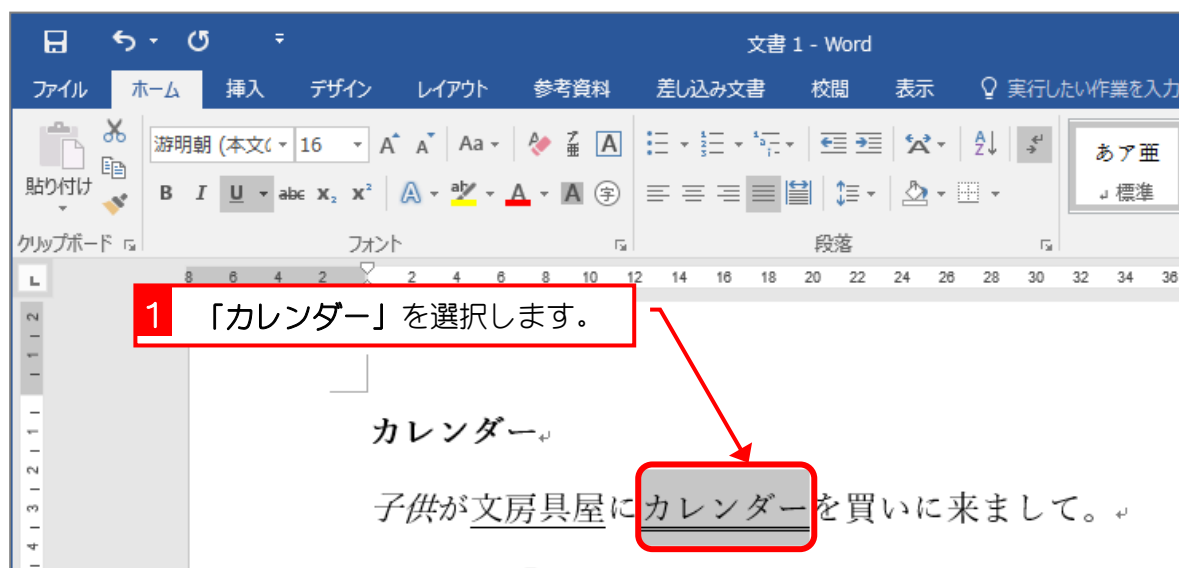 文書 1 - Word
ファイル ホーム 挿入 デザイン レイアウト 参考資料 差し込み文書 校閲 表示 実行したい作業を入力
游明朝 (本文( 16 A A Aa ア亜 A
貼り付け B I U abc X₂ X² A aby A A 字
あア亜
↵ 標準
クリップボード フォント 段落
L 8 6 4 2 2 4 6 8 10 12 14 16 18 20 22 24 26 28 30 32 34 36
1 「カレンダー」を選択します。
カレンダー↵
子供が文房具屋にカレンダーを買いに来まして。↵